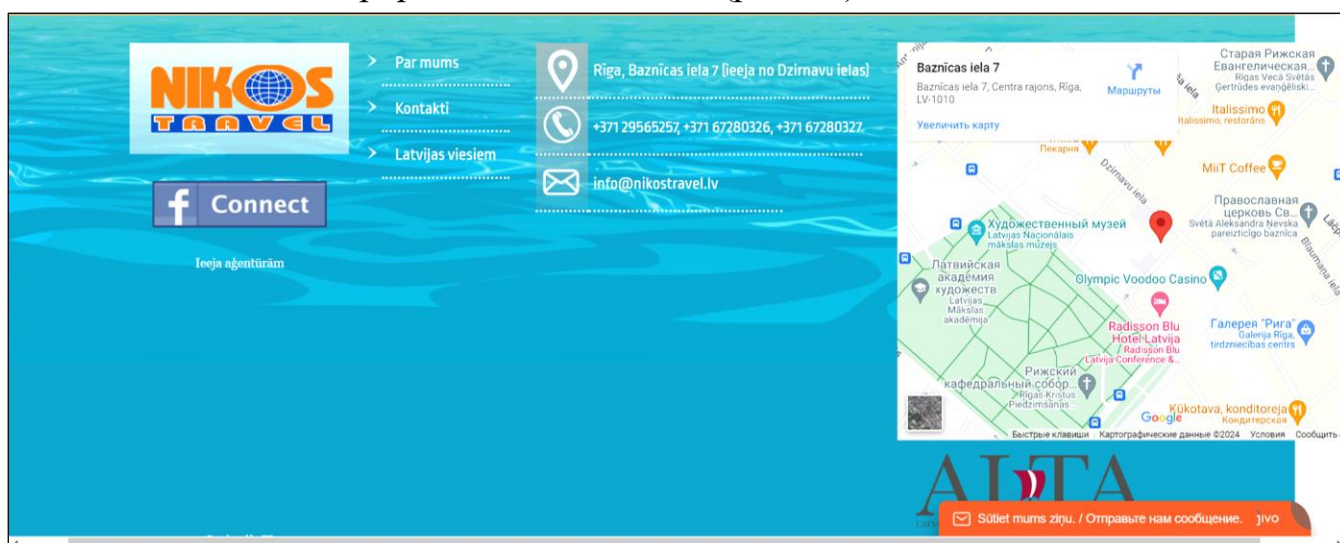 NIKOS
TRAVEL
f Connect
Ieeja aģentūrām
Par mums
Kontakti
Latvijas viesiem
Rīga, Baznīcas iela 7 (ieeja no Dzirnavu ielas)
+371 29565257, +371 67280326, +371 67280327
info@nikostravel.lv
Baznīcas iela 7
Baznīcas iela 7, Centra rajons, Rīga,
LV-1010
Маршруты
Увеличить карту
Старая Рижская
Евангелическая...
Rīgas Vecā Svētās
Ģertrūdes evaņģēliski...
Italissimo
Italissimo, restorāns
Пекарня
MiiT Coffee
Dzirnavu iela
Православная
церковь Св...
Svētā Aleksandra Ņevska
pareizticīgo baznīca
Blaumaņa iela
Художественный музей
Latvijas Nacionālais
mākslas muzejs
Латвийская
академия
художеств
Latvijas
Mākslas
akadēmija
Olympic Voodoo Casino
Radisson Blu
Hotel Latvija
Radisson Blu
Latvija Conference &...
Галерея "Рига"
Galerija Rīga,
tirdzniecības centrs
Рижский
кафедральный собор...
Rīgas Kristus
Piedzimšanas...
Kūkotava, konditoreja
Кондитерская
Google
Быстрые клавиши Картографические данные ©2024 Условия Сообщить
ALTA
Sūtiet mums ziņu. / Отправьте нам сообщение. jivo